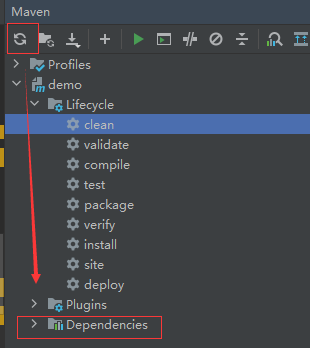 Maven
Profiles
demo
Lifecycle
clean
validate
compile
test
package
verify
install
site
deploy
Plugins
Dependencies